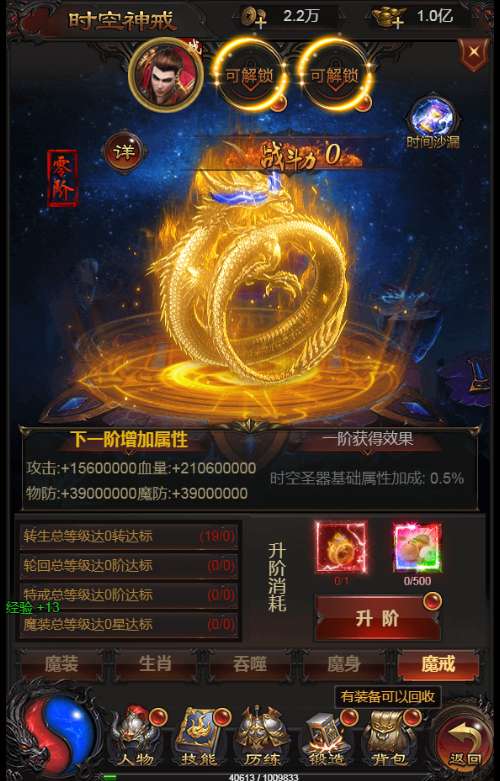 时空神戒
2.2万
1.0亿
可解锁
可解锁
时间沙漏
详
战斗力 0
零阶
下一阶增加属性
一阶获得效果
攻击:+15600000血量:+210600000
物防:+39000000魔防:+39000000
时空圣器基础属性加成: 0.5%
转生总等级达0转达标 (19/0)
轮回总等级达0阶达标 (0/0)
特戒总等级达0阶达标 (0/0)
魔装总等级达0星达标 (0/0)
经验 +13
升阶消耗
0/1
0/500
升 阶
魔装
生肖
吞噬
魔身
魔戒
有装备可以回收
人物
技能
历练
锻造
背包
返回
40613 / 1009833